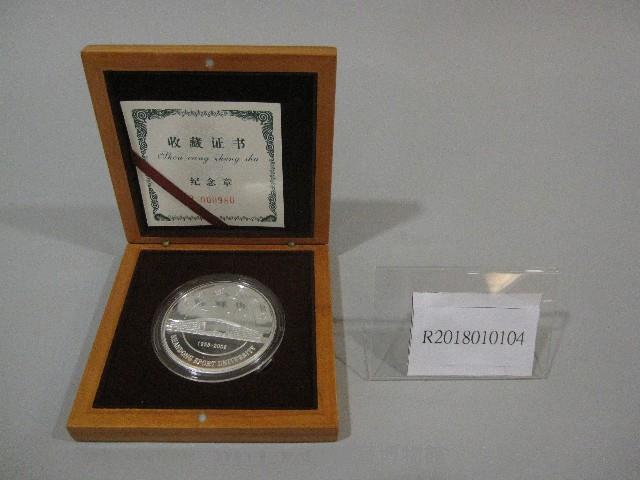 收藏证书
Shou cang zheng shu
纪念章
000980
1958-2008
SHANDONG SPORT UNIVERSITY
R2018010104